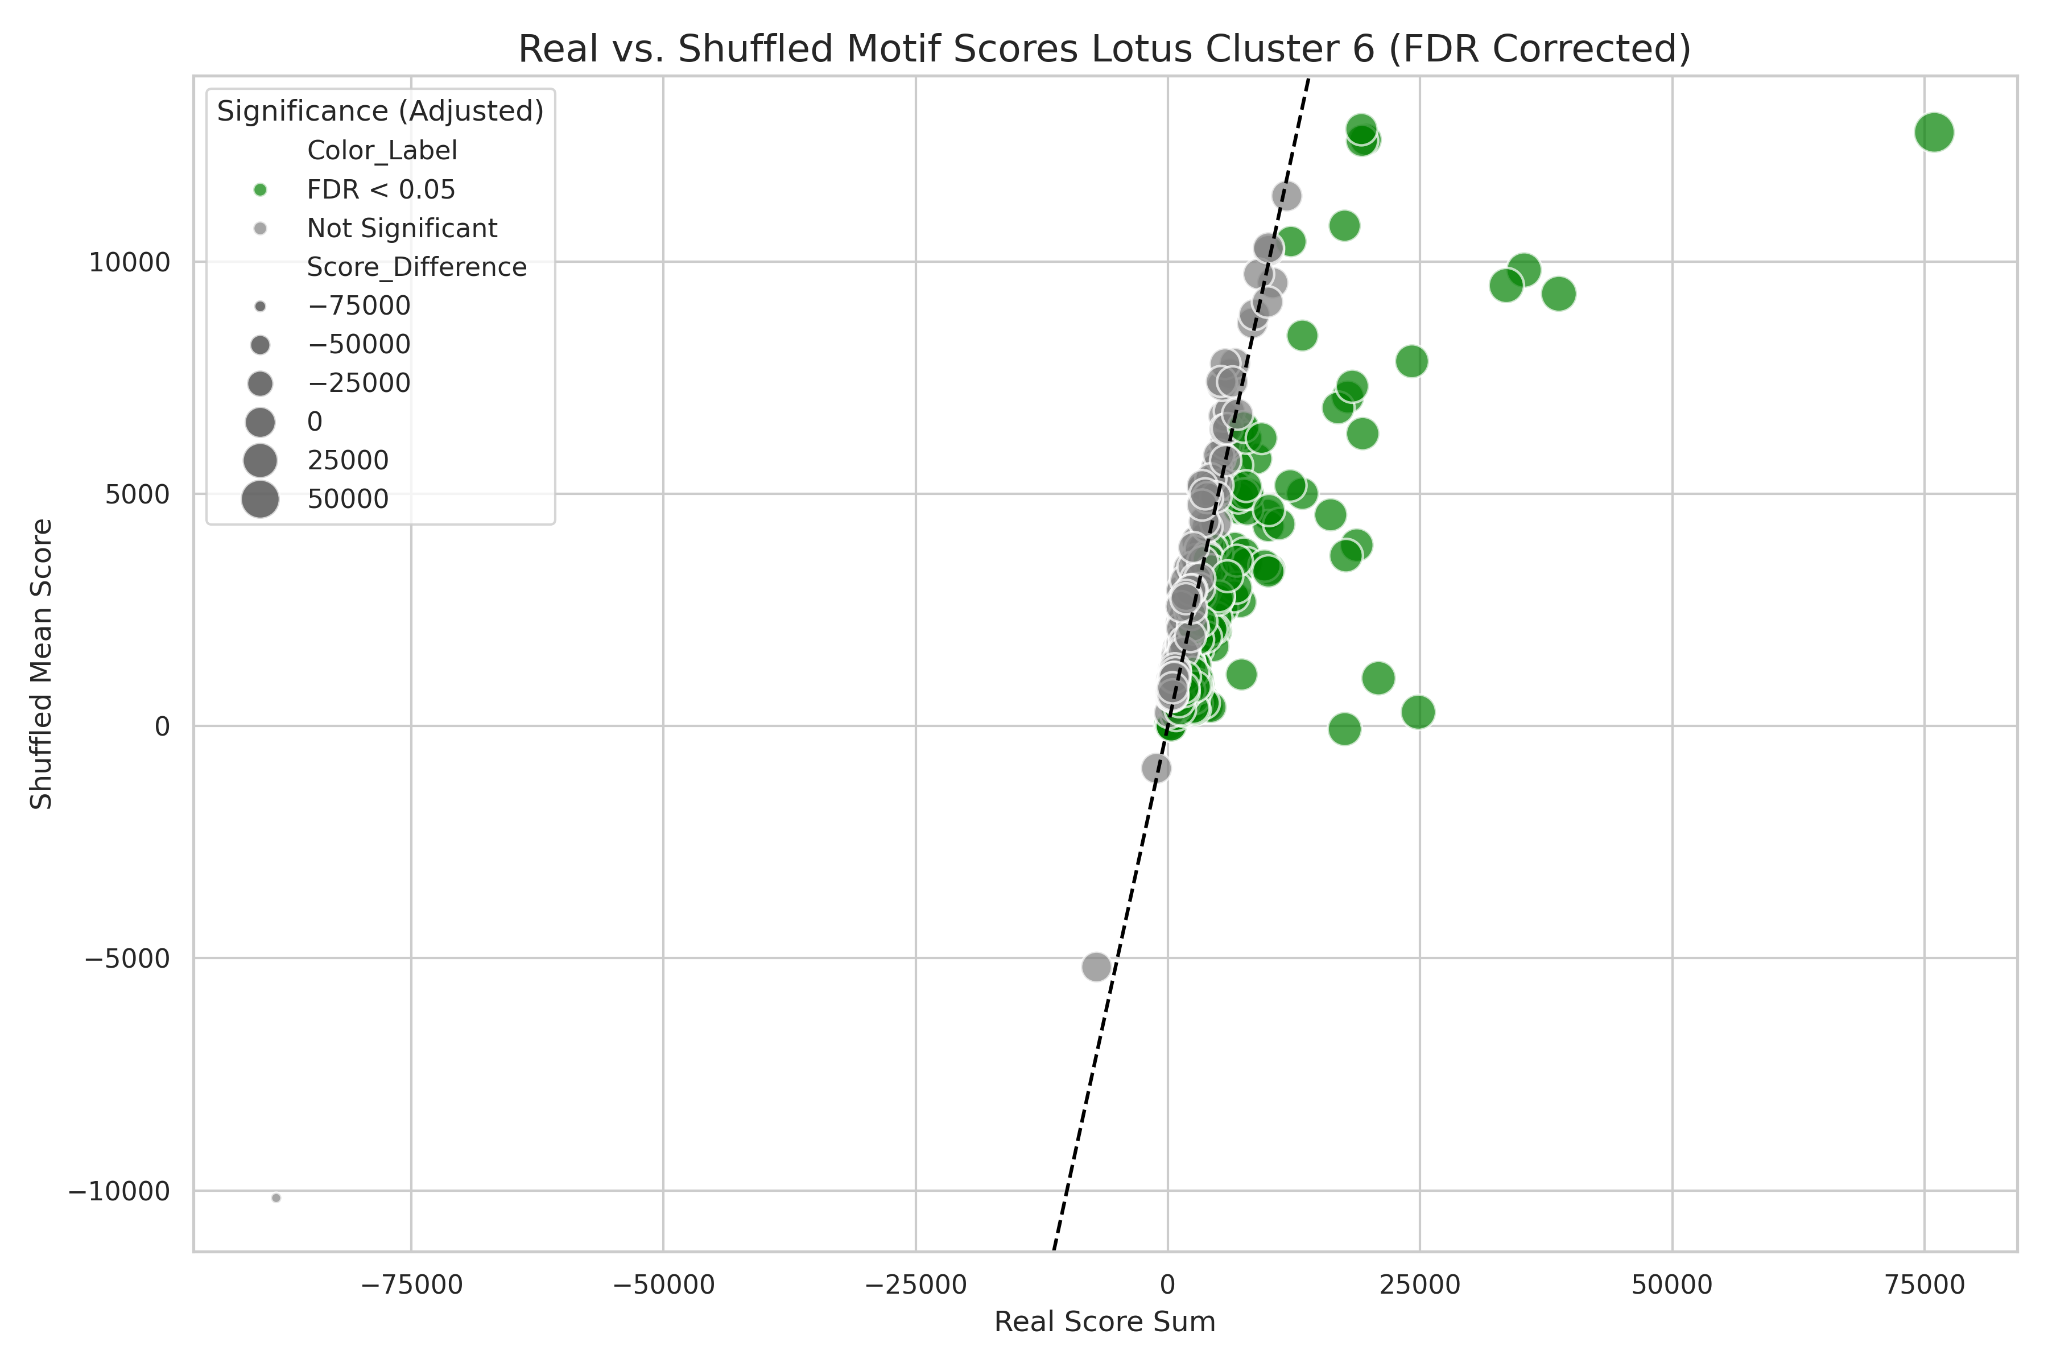 Real vs. Shuffled Motif Scores Lotus Cluster 6 (FDR Corrected)
Significance (Adjusted)
Color_Label
FDR < 0.05
Not Significant
Score_Difference
−75000
−50000
−25000
0
25000
50000
Shuffled Mean Score
10000
5000
0
−5000
−10000
−75000 −50000 −25000 0 25000 50000 75000
Real Score Sum